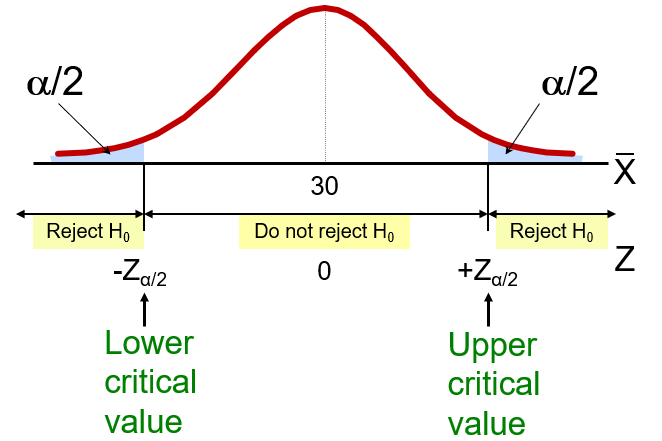 α/2
α/2
X̄
30
Reject H₀
Do not reject H₀
Reject H₀
Z
-Zα/2
0
+Zα/2
Lower
critical
value
Upper
critical
value